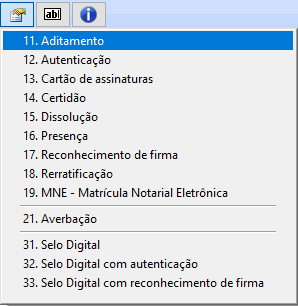 abl
11. Aditamento
12. Autenticação
13. Cartão de assinaturas
14. Certidão
15. Dissolução
16. Presença
17. Reconhecimento de firma
18. Rerratificação
19. MNE - Matrícula Notarial Eletrônica
21. Averbação
31. Selo Digital
32. Selo Digital com autenticação
33. Selo Digital com reconhecimento de firma